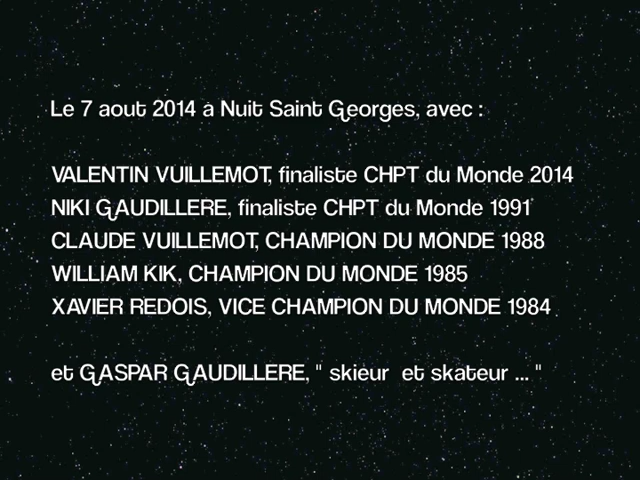 Le 7 aout 2014 a Nuit Saint Georges, avec :
VALENTIN VUILLEMOT, finaliste CHPT du Monde 2014
NIKI GAUDILLERE, finaliste CHPT du Monde 1991
CLAUDE VUILLEMOT, CHAMPION DU MONDE 1988
WILLIAM KIK, CHAMPION DU MONDE 1985
XAVIER REDOIS, VICE CHAMPION DU MONDE 1984
et GASPAR GAUDILLERE, " skieur et skateur ... "